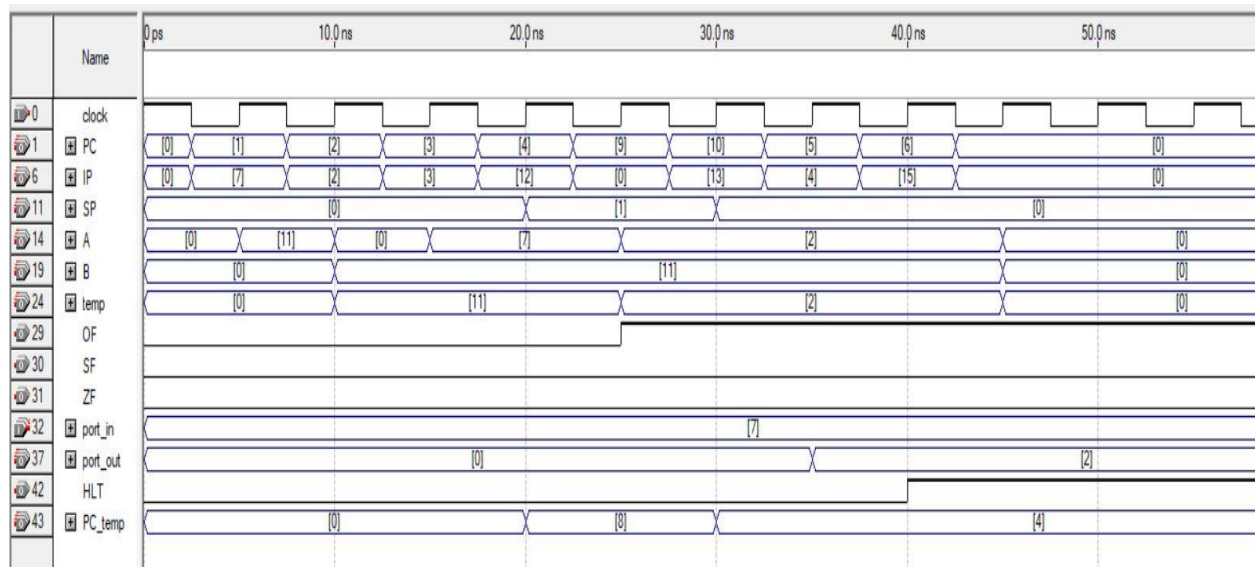 Name
0 ps 10.0 ns 20.0 ns 30.0 ns 40.0 ns 50.0 ns
0 clock
1 PC [0] [1] [2] [3] [4] [9] [10] [5] [6] [0]
6 IP [0] [7] [2] [3] [12] [0] [13] [4] [15] [0]
11 SP [0] [1] [0]
14 A [0] [11] [0] [7] [2] [0]
19 B [0] [11] [0]
24 temp [0] [11] [2] [0]
29 OF
30 SF
31 ZF
32 port_in [7]
37 port_out [0] [2]
42 HLT
43 PC_temp [0] [8] [4]